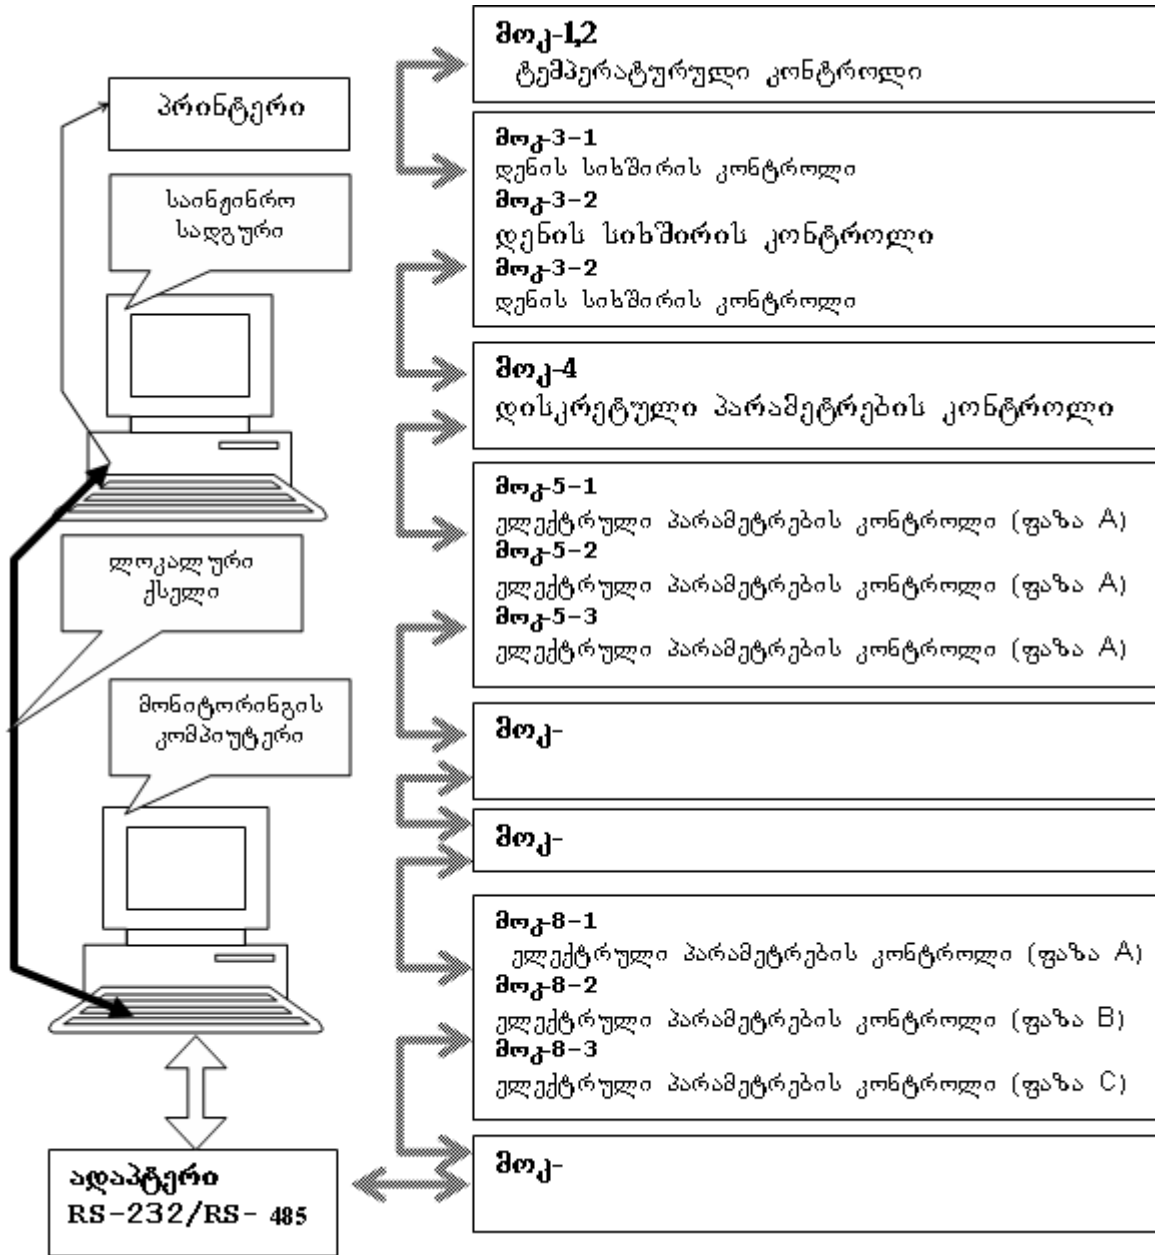 პრინტერი
საინჟინრო
სადგური
ლოკალური
ქსელი
მონიტორინგის
კომპიუტერი
ადაპტერი
RS-232/RS- 485
მოკ-1,2
ტემპერატურული კონტროლი
მოკ-3-1
დენის სიხშირის კონტროლი
მოკ-3-2
დენის სიხშირის კონტროლი
მოკ-3-2
დენის სიხშირის კონტროლი
მოკ-4
დისკრეტული პარამეტრების კონტროლი
მოკ-5-1
ელექტრული პარამეტრების კონტროლი (ფაზა A)
მოკ-5-2
ელექტრული პარამეტრების კონტროლი (ფაზა A)
მოკ-5-3
ელექტრული პარამეტრების კონტროლი (ფაზა A)
მოკ-
მოკ-
მოკ-8-1
ელექტრული პარამეტრების კონტროლი (ფაზა A)
მოკ-8-2
ელექტრული პარამეტრების კონტროლი (ფაზა B)
მოკ-8-3
ელექტრული პარამეტრების კონტროლი (ფაზა C)
მოკ-